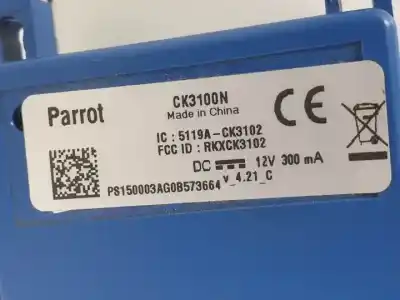 Parrot
CK3100N
Made in China
IC : 5119A-CK3102
FCC ID : RKXCK3102
CE
DC 12V 300 mA
PS150003AG0B573664 v_4.21_C